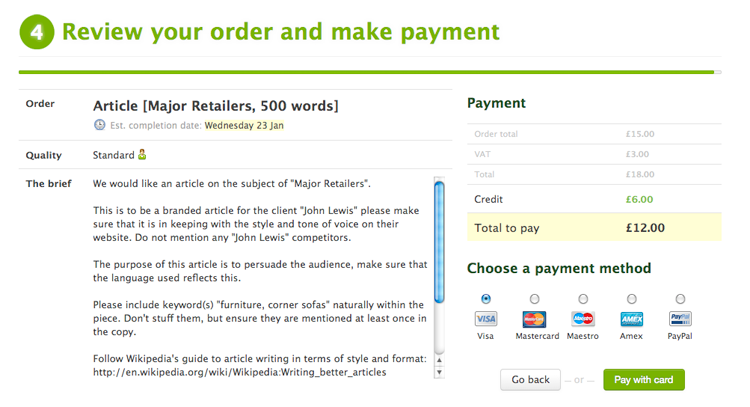 4 Review your order and make payment
Order
Article [Major Retailers, 500 words]
Est. completion date: Wednesday 23 Jan
Quality
Standard
The brief
We would like an article on the subject of "Major Retailers".
This is to be a branded article for the client "John Lewis" please make
sure that it is in keeping with the style and tone of voice on their
website. Do not mention any "John Lewis" competitors.
The purpose of this article is to persuade the audience, make sure that
the language used reflects this.
Please include keyword(s) "furniture, corner sofas" naturally within the
piece. Don't stuff them, but ensure they are mentioned at least once in
the copy.
Follow Wikipedia's guide to article writing in terms of style and format:
http://en.wikipedia.org/wiki/Wikipedia:Writing_better_articles
Payment
Order total £15.00
VAT £3.00
Total £18.00
Credit £6.00
Total to pay £12.00
Choose a payment method
VISA MasterCard Maestro AMEX PayPal
Visa Mastercard Maestro Amex PayPal
Go back — or — Pay with card